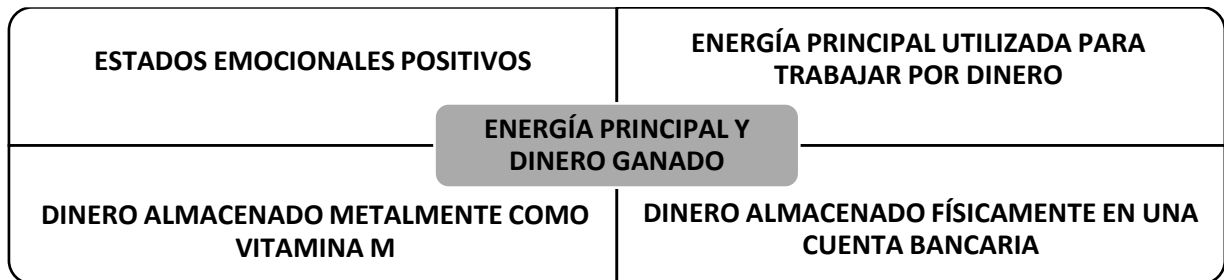 ESTADOS EMOCIONALES POSITIVOS
ENERGÍA PRINCIPAL UTILIZADA PARA
TRABAJAR POR DINERO
ENERGÍA PRINCIPAL Y
DINERO GANADO
DINERO ALMACENADO METALMENTE COMO
VITAMINA M
DINERO ALMACENADO FÍSICAMENTE EN UNA
CUENTA BANCARIA